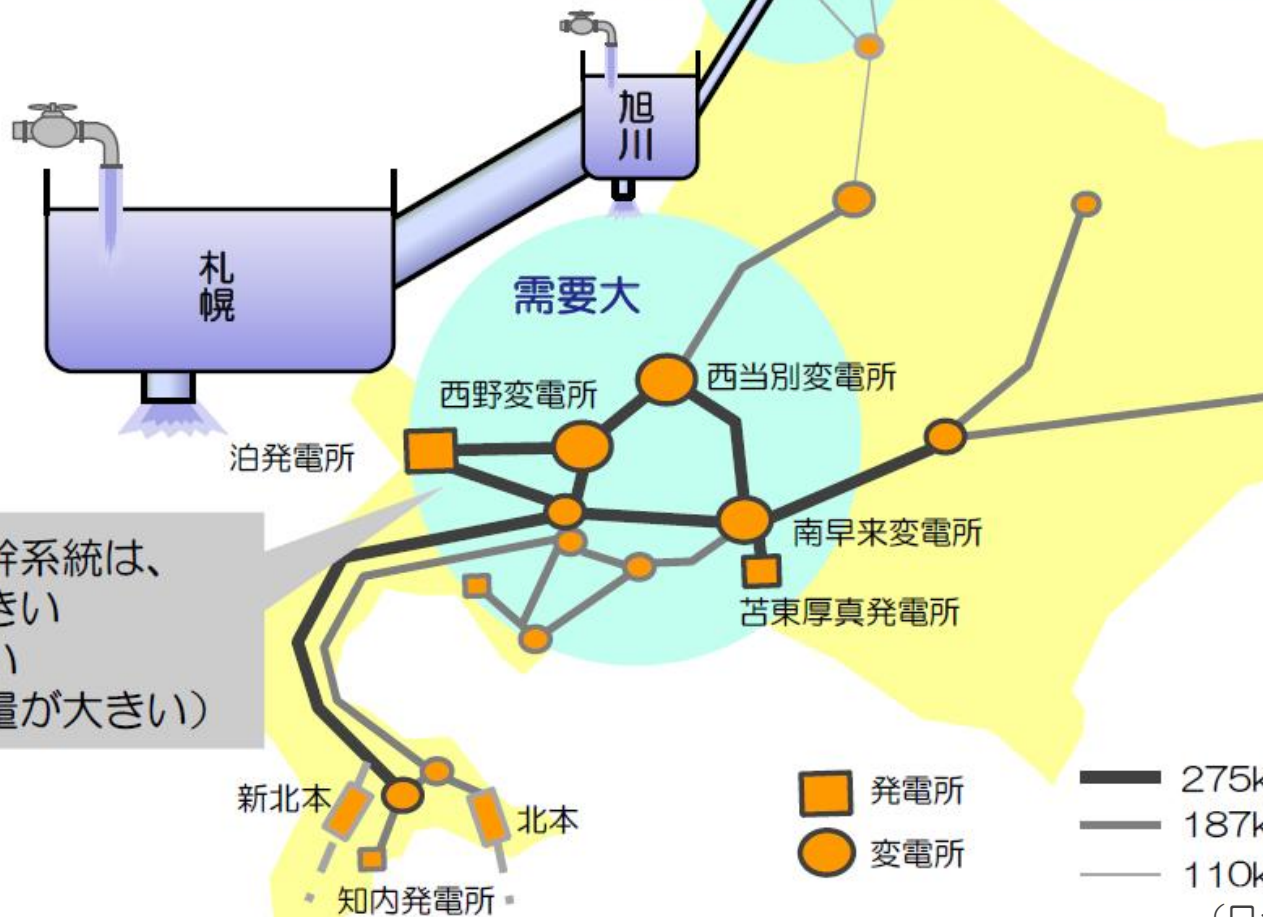 旭川
札幌
需要大
西当別変電所
西野変電所
泊発電所
南早来変電所
苫東厚真発電所
幹系統は、
きい
い
量が大きい）
新北本
北本
知内発電所
発電所
変電所
275k
187k
110k